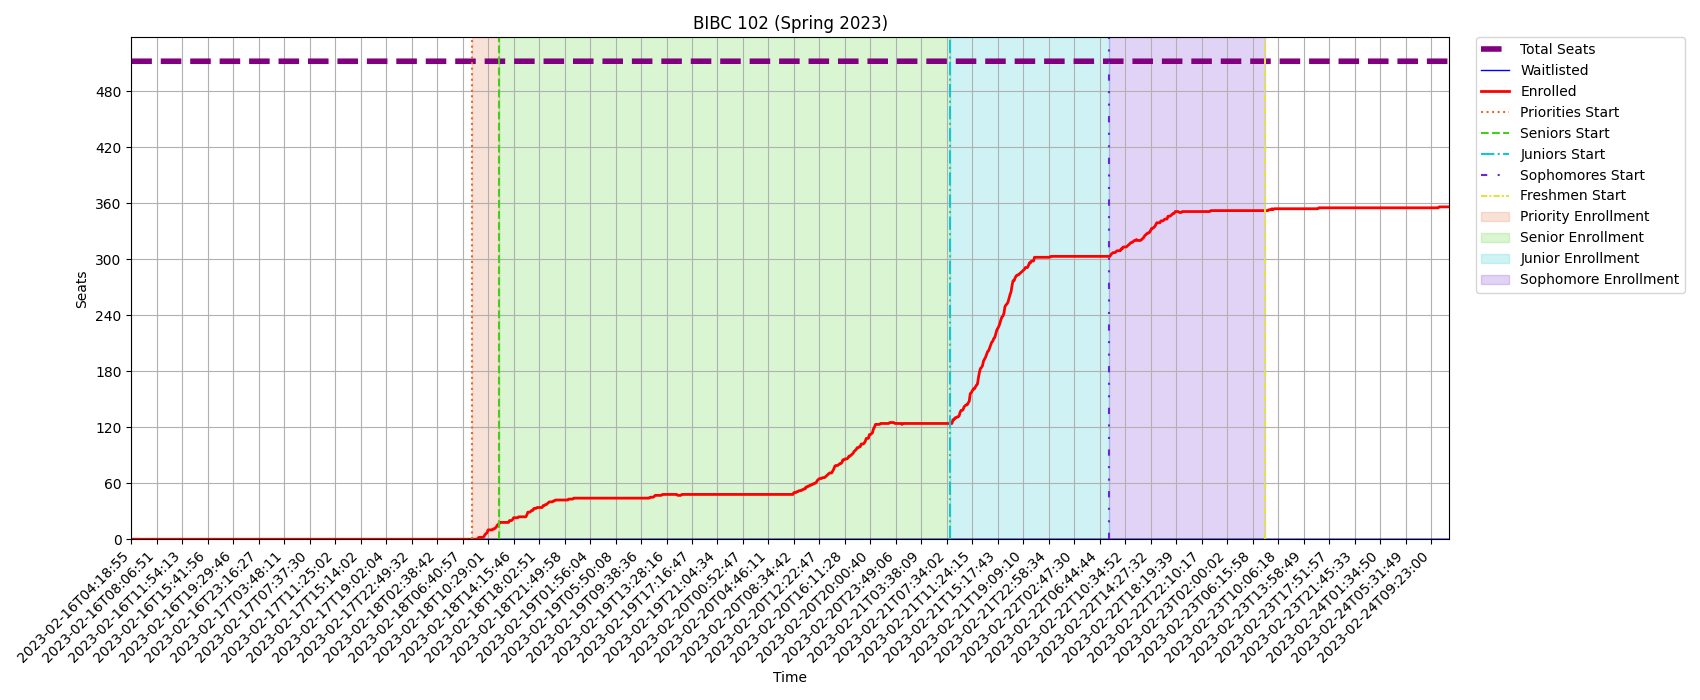 BIBC 102 (Spring 2023)
Total Seats
Waitlisted
Enrolled
Priorities Start
Seniors Start
Juniors Start
Sophomores Start
Freshmen Start
Priority Enrollment
Senior Enrollment
Junior Enrollment
Sophomore Enrollment
Seats
480
420
360
300
240
180
120
60
0
2023-02-16T04:18:55
2023-02-16T08:06:51
2023-02-16T11:54:13
2023-02-16T15:41:56
2023-02-16T19:29:46
2023-02-16T23:16:27
2023-02-17T03:48:11
2023-02-17T07:37:30
2023-02-17T11:25:02
2023-02-17T15:14:02
2023-02-17T19:02:04
2023-02-17T22:49:32
2023-02-18T02:38:42
2023-02-18T06:40:57
2023-02-18T10:29:01
2023-02-18T14:15:46
2023-02-18T18:02:51
2023-02-18T21:49:58
2023-02-19T01:56:04
2023-02-19T05:50:08
2023-02-19T09:38:36
2023-02-19T13:28:16
2023-02-19T17:16:47
2023-02-19T21:04:34
2023-02-20T00:52:47
2023-02-20T04:46:11
2023-02-20T08:34:42
2023-02-20T12:22:47
2023-02-20T16:11:28
2023-02-20T20:00:40
2023-02-20T23:49:06
2023-02-21T03:38:09
2023-02-21T07:34:02
2023-02-21T11:24:15
2023-02-21T15:17:43
2023-02-21T19:09:10
2023-02-21T22:58:34
2023-02-22T02:47:30
2023-02-22T06:44:44
2023-02-22T10:34:52
2023-02-22T14:27:32
2023-02-22T18:19:39
2023-02-22T22:10:17
2023-02-23T02:00:02
2023-02-23T06:15:58
2023-02-23T10:06:18
2023-02-23T13:58:49
2023-02-23T17:51:57
2023-02-23T21:45:33
2023-02-24T01:34:50
2023-02-24T05:31:49
2023-02-24T09:23:00
Time